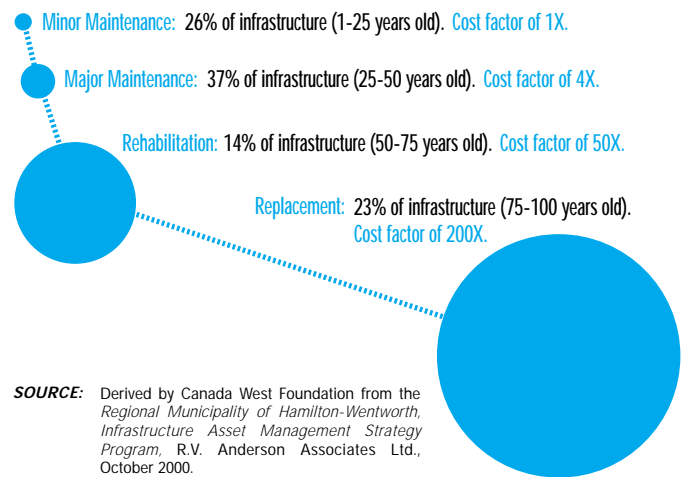 Minor Maintenance: 26% of infrastructure (1-25 years old). Cost factor of 1X.
Major Maintenance: 37% of infrastructure (25-50 years old). Cost factor of 4X.
Rehabilitation: 14% of infrastructure (50-75 years old). Cost factor of 50X.
Replacement: 23% of infrastructure (75-100 years old).
Cost factor of 200X.
SOURCE: Derived by Canada West Foundation from the
Regional Municipality of Hamilton-Wentworth,
Infrastructure Asset Management Strategy
Program, R.V. Anderson Associates Ltd.,
October 2000.